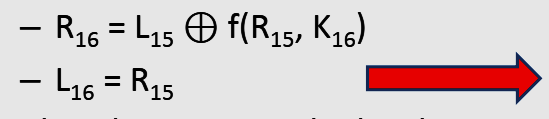 – R₁₆ = L₁₅ ⊕ f(R₁₅, K₁₆)
– L₁₆ = R₁₅